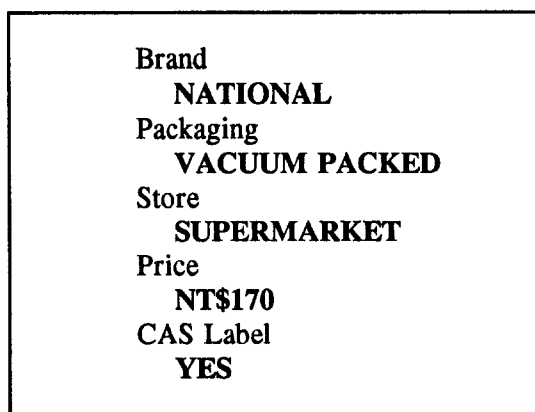 Brand
NATIONAL
Packaging
VACUUM PACKED
Store
SUPERMARKET
Price
NT$170
CAS Label
YES